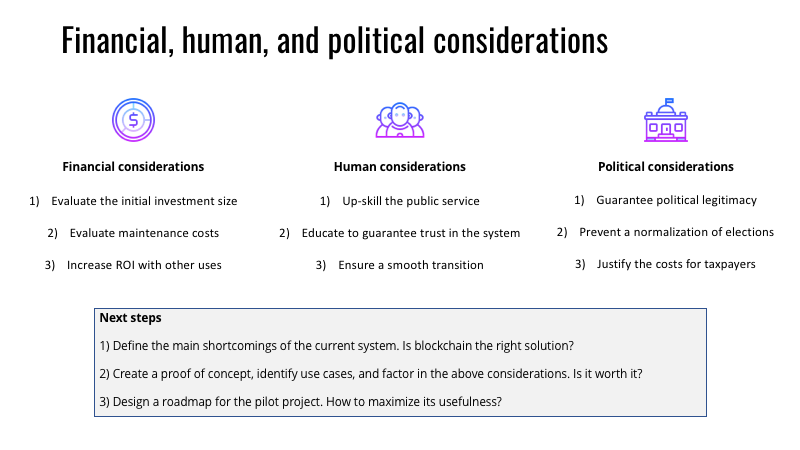 Financial, human, and political considerations
Financial considerations
1) Evaluate the initial investment size
2) Evaluate maintenance costs
3) Increase ROI with other uses
Human considerations
1) Up-skill the public service
2) Educate to guarantee trust in the system
3) Ensure a smooth transition
Political considerations
1) Guarantee political legitimacy
2) Prevent a normalization of elections
3) Justify the costs for taxpayers
Next steps
1) Define the main shortcomings of the current system. Is blockchain the right solution?
2) Create a proof of concept, identify use cases, and factor in the above considerations. Is it worth it?
3) Design a roadmap for the pilot project. How to maximize its usefulness?